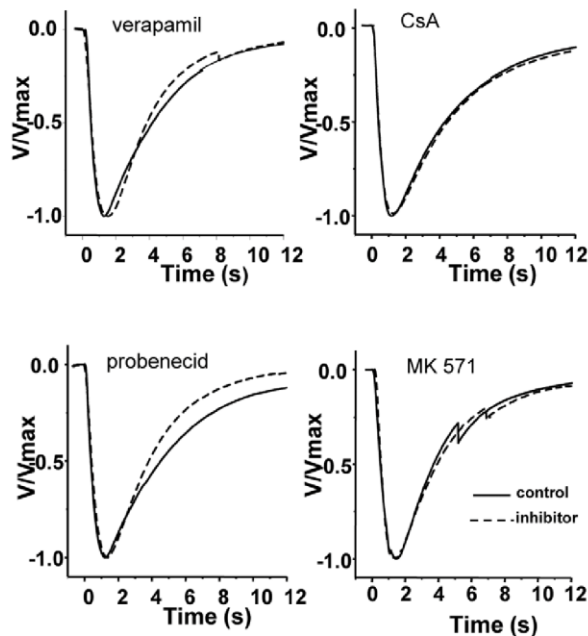 verapamil
V/Vmax
0.0
-0.5
-1.0
0 2 4 6 8 10 12
Time (s)
CsA
V/Vmax
0.0
-0.5
-1.0
0 2 4 6 8 10 12
Time (s)
probenecid
V/Vmax
0.0
-0.5
-1.0
0 2 4 6 8 10 12
Time (s)
MK 571
V/Vmax
0.0
-0.5
-1.0
control
inhibitor
0 2 4 6 8 10 12
Time (s)